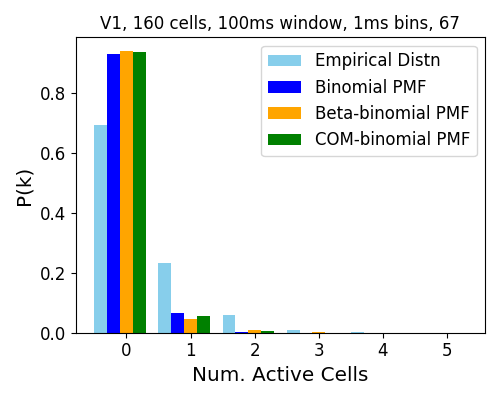 V1, 160 cells, 100ms window, 1ms bins, 67
Empirical Distn
Binomial PMF
Beta-binomial PMF
COM-binomial PMF
P(k)
0.8
0.6
0.4
0.2
0.0
0 1 2 3 4 5
Num. Active Cells